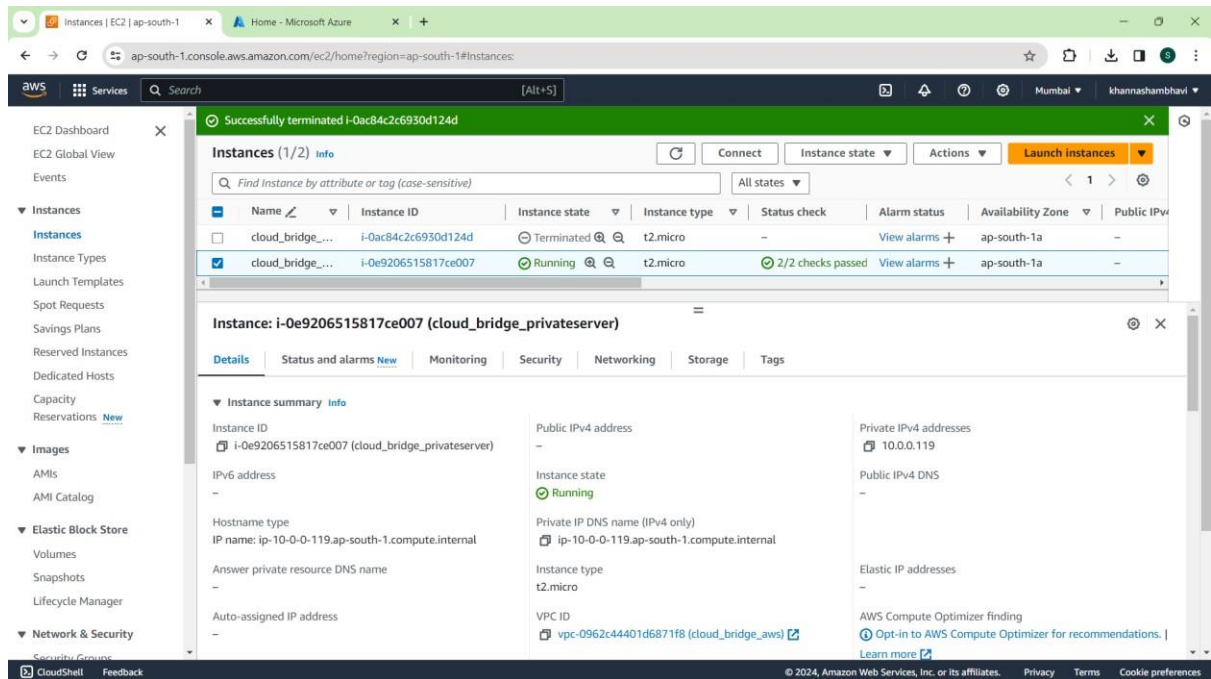 Instances | EC2 | ap-south-1
Home - Microsoft Azure
ap-south-1.console.aws.amazon.com/ec2/home?region=ap-south-1#Instances:
S
aws Services Search [Alt+S] Mumbai khannashambhavi
EC2 Dashboard
EC2 Global View
Events
Instances
Instances
Instance Types
Launch Templates
Spot Requests
Savings Plans
Reserved Instances
Dedicated Hosts
Capacity
Reservations New
Images
AMIs
AMI Catalog
Elastic Block Store
Volumes
Snapshots
Lifecycle Manager
Network & Security
Security Groups
Successfully terminated i-0ac84c2c6930d124d
Instances (1/2) Info Connect Instance state Actions Launch instances
Find Instance by attribute or tag (case-sensitive) All states 1
Name Instance ID Instance state Instance type Status check Alarm status Availability Zone Public IPv4
cloud_bridge_... i-0ac84c2c6930d124d Terminated t2.micro – View alarms + ap-south-1a –
cloud_bridge_... i-0e9206515817ce007 Running t2.micro 2/2 checks passed View alarms + ap-south-1a –
Instance: i-0e9206515817ce007 (cloud_bridge_privateserver)
Details Status and alarms New Monitoring Security Networking Storage Tags
Instance summary Info
Instance ID Public IPv4 address Private IPv4 addresses
i-0e9206515817ce007 (cloud_bridge_privateserver) – 10.0.0.119
IPv6 address Instance state Public IPv4 DNS
– Running –
Hostname type Private IP DNS name (IPv4 only)
IP name: ip-10-0-0-119.ap-south-1.compute.internal ip-10-0-0-119.ap-south-1.compute.internal
Answer private resource DNS name Instance type Elastic IP addresses
– t2.micro –
Auto-assigned IP address VPC ID AWS Compute Optimizer finding
– vpc-0962c44401d6871f8 (cloud_bridge_aws) Opt-in to AWS Compute Optimizer for recommendations. |
Learn more
CloudShell Feedback © 2024, Amazon Web Services, Inc. or its affiliates. Privacy Terms Cookie preferences